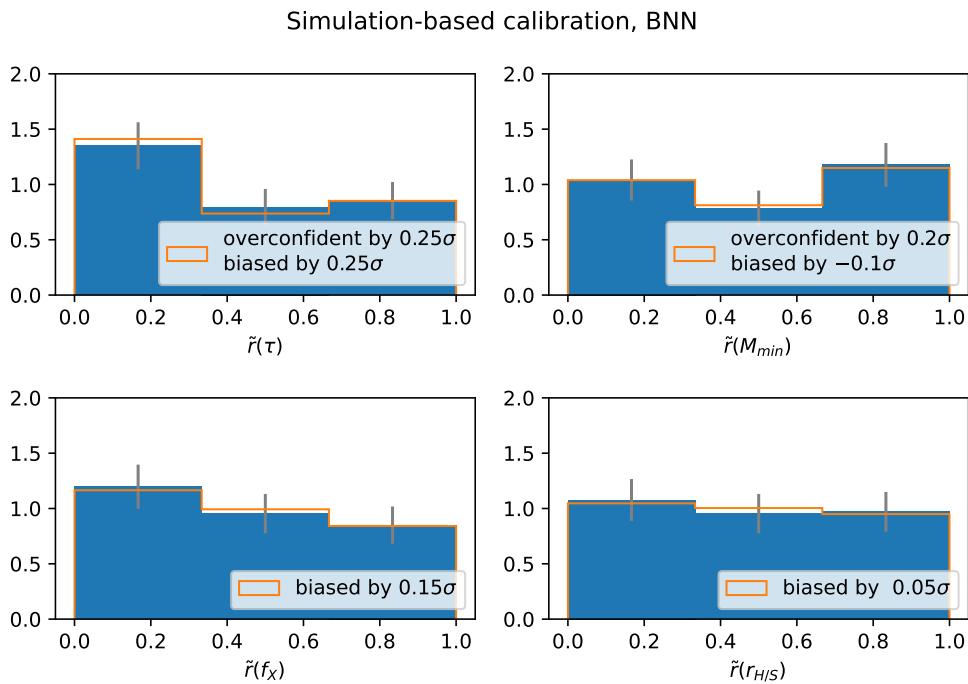 Simulation-based calibration, BNN
2.0
1.5
1.0
0.5
0.0
overconfident by 0.25σ
biased by 0.25σ
0.0 0.2 0.4 0.6 0.8 1.0
r̃(τ)
2.0
1.5
1.0
0.5
0.0
overconfident by 0.2σ
biased by −0.1σ
0.0 0.2 0.4 0.6 0.8 1.0
r̃(M_min)
2.0
1.5
1.0
0.5
0.0
biased by 0.15σ
0.0 0.2 0.4 0.6 0.8 1.0
r̃(f_X)
2.0
1.5
1.0
0.5
0.0
biased by 0.05σ
0.0 0.2 0.4 0.6 0.8 1.0
r̃(r_H/S)